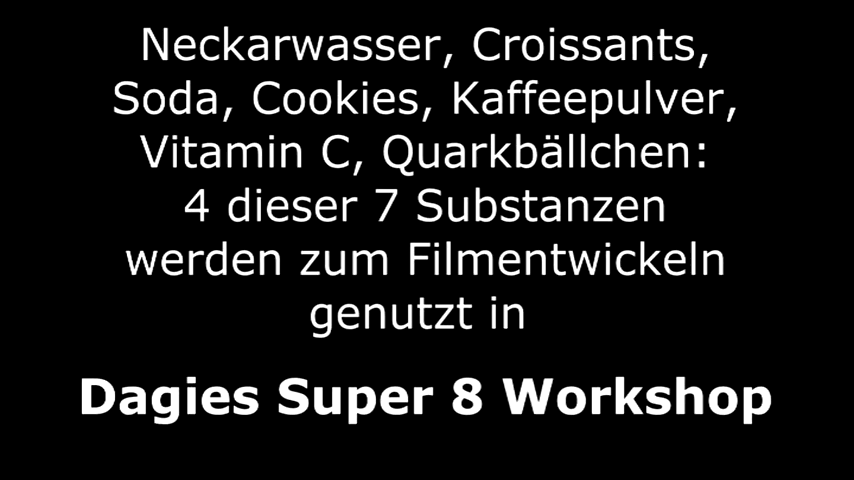 Neckarwasser, Croissants,
Soda, Cookies, Kaffeepulver,
Vitamin C, Quarkbällchen:
4 dieser 7 Substanzen
werden zum Filmentwickeln
genutzt in
Dagies Super 8 Workshop